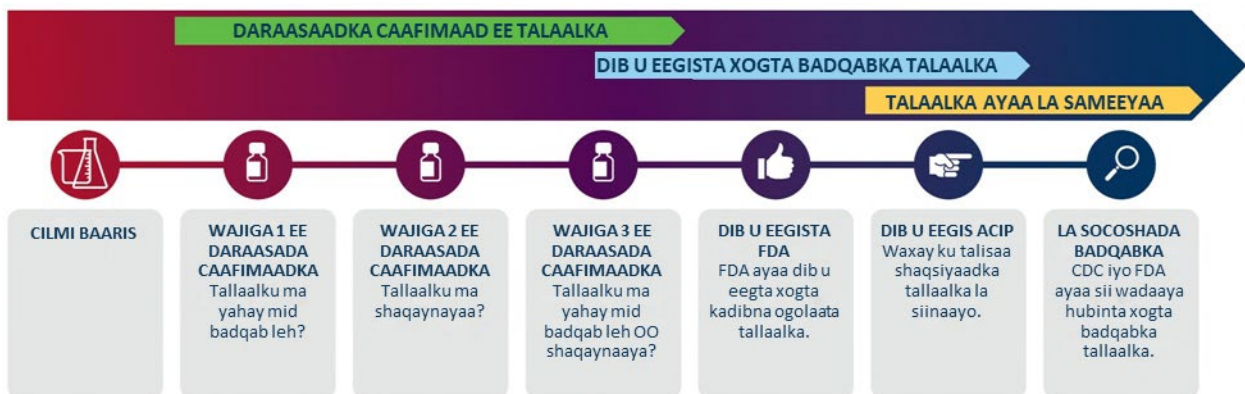 DARAASAADKA CAAFIMAAD EE TALAALKA
DIB U EEGISTA XOGTA BADQABKA TALAALKA
TALAALKA AYAA LA SAMEEYAA
CILMI BAARIS
WAJIGA 1 EE
DARAASADA
CAAFIMAADKA
Tallaalku ma
yahay mid
badqab leh?
WAJIGA 2 EE
DARAASADA
CAAFIMAADKA
Tallaalku ma
shaqaynayaa?
WAJIGA 3 EE
DARAASADA
CAAFIMAADKA
Tallaalku ma
yahay mid
badqab leh OO
shaqaynaaya?
DIB U EEGISTA
FDA
FDA ayaa dib u
eegta xogta
kadibna ogolaata
tallaalka.
DIB U EEGIS ACIP
Waxay ku talisaa
shaqsiyaadka
tallaalka la
siinaayo.
LA SOCOSHADA
BADQABKA
CDC iyo FDA
ayaa sii wadaaya
hubinta xogta
badqabka
tallaalka.